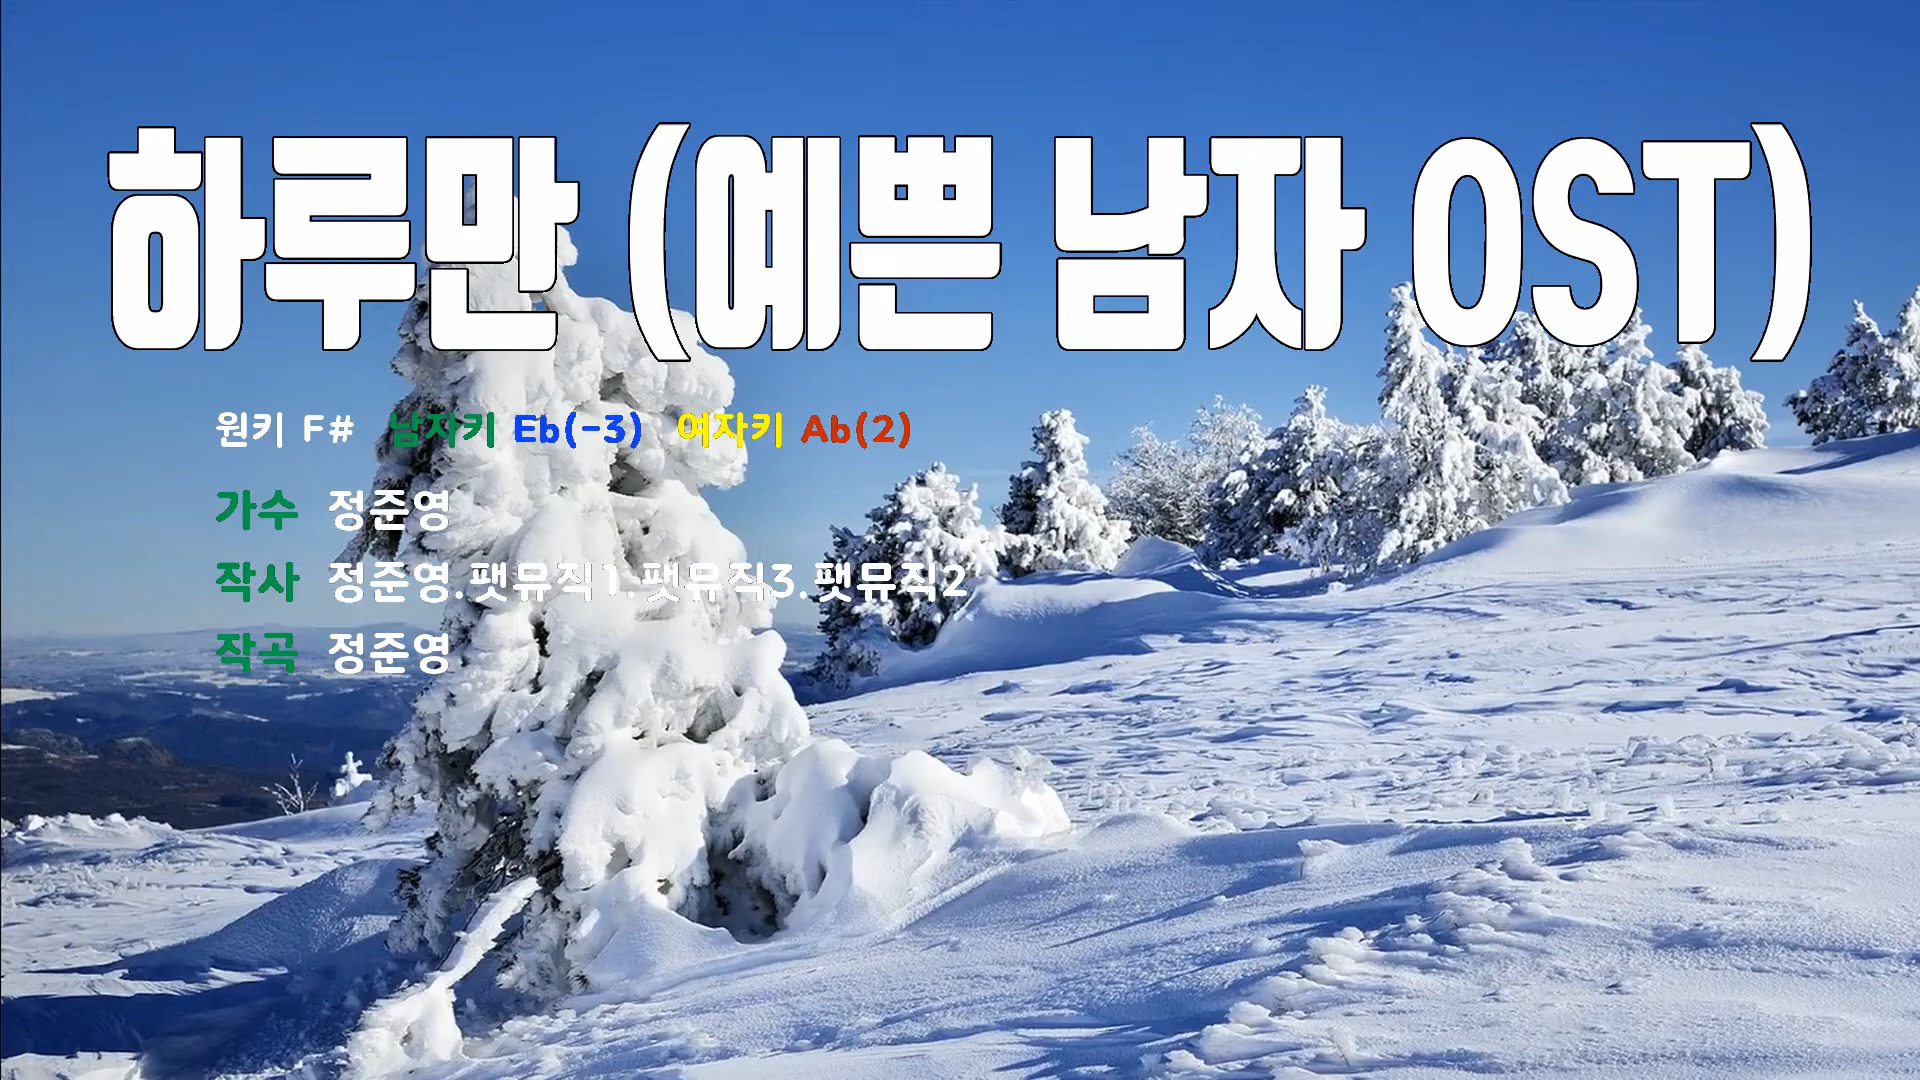 하루만 (예쁜 남자 OST)
원키 F# 남자키 Eb(-3) 여자키 Ab(2)
가수 정준영
작사 정준영.팻뮤직1.팻뮤직3.팻뮤직2
작곡 정준영